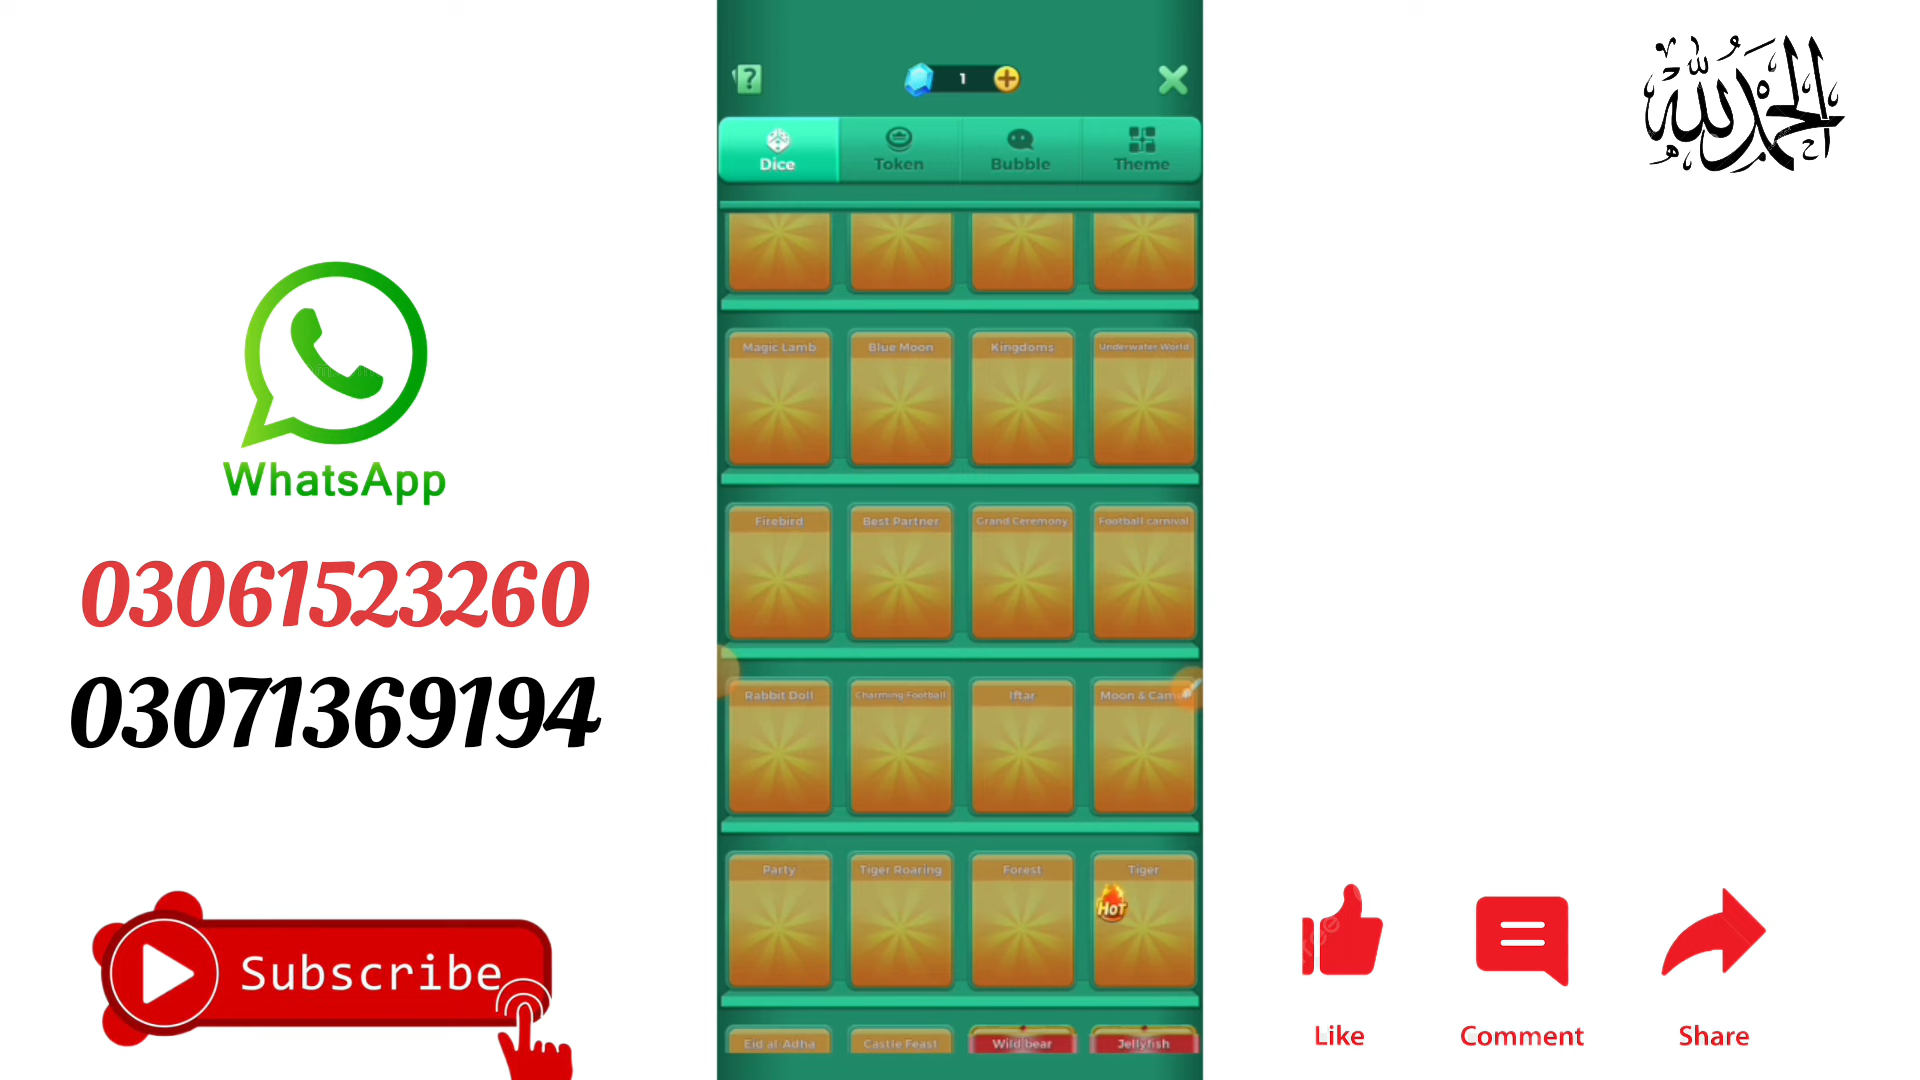 الحمد لله
?
1
Dice Token Bubble Theme
Magic Lamb Blue Moon Kingdoms Underwater World
Firebird Best Partner Grand Ceremony Football carnival
Rabbit Doll Charming Football Iftar Moon & Cam
Party Tiger Roaring Forest Tiger
HOT
Eid al-Adha Castle Feast Wild bear Jellyfish
WhatsApp
03061523260
03071369194
Subscribe
Like Comment Share